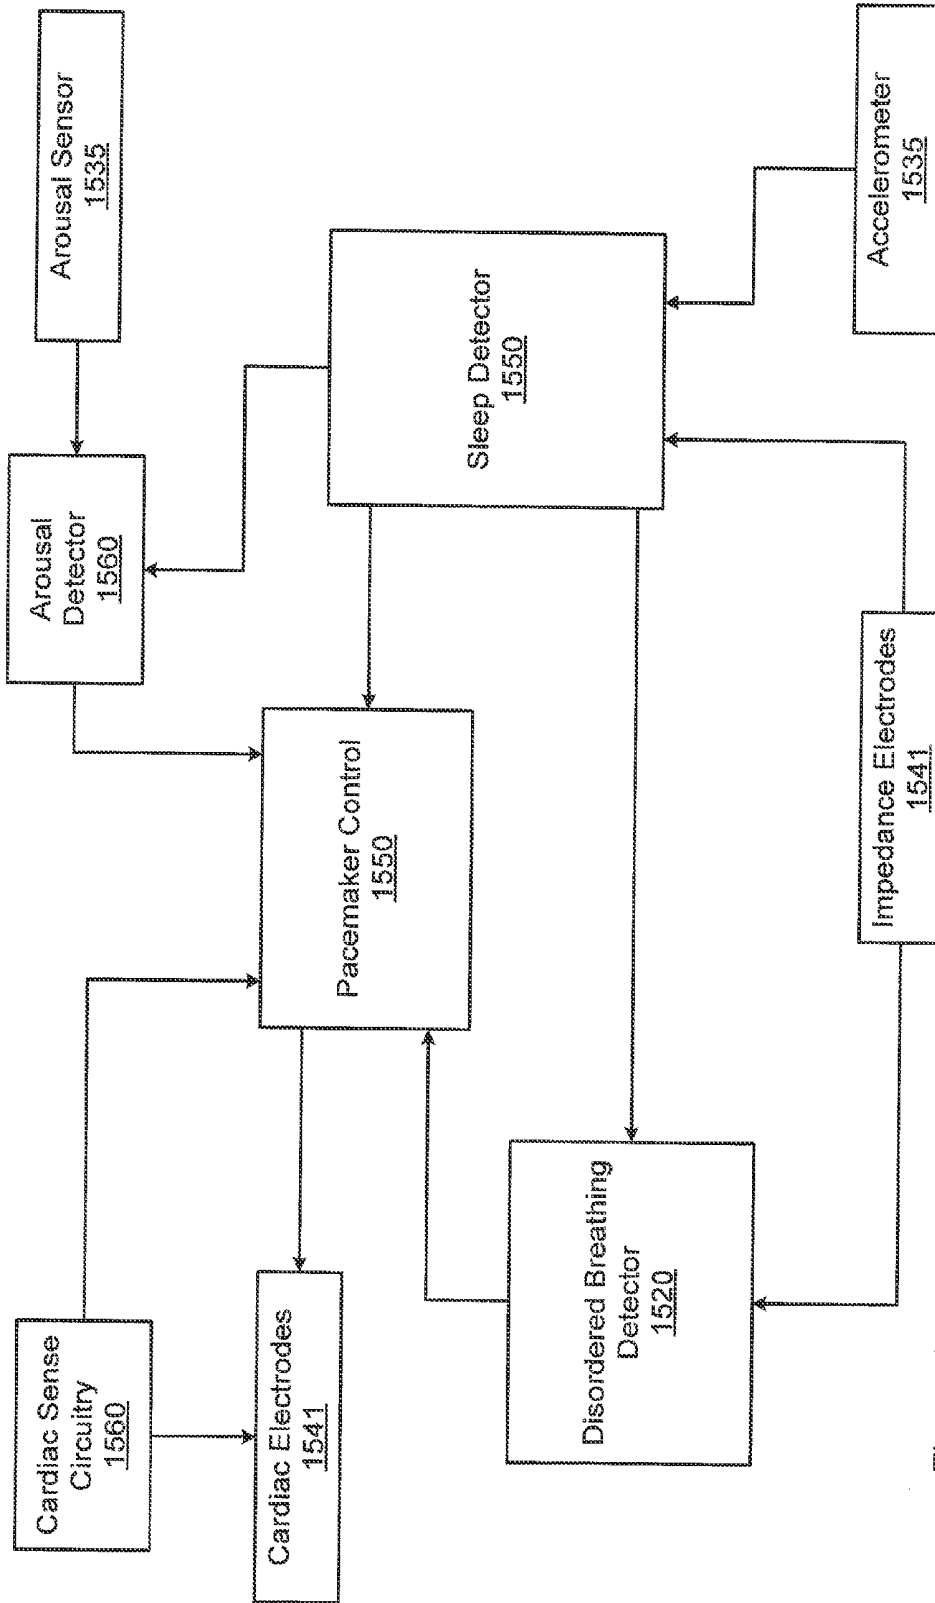 Cardiac Sense
Circuitry
1560
Arousal
Detector
1560
Arousal Sensor
1535
Cardiac Electrodes
1541
Pacemaker Control
1550
Sleep Detector
1550
Disordered Breathing
Detector
1520
Impedance Electrodes
1541
Accelerometer
1535